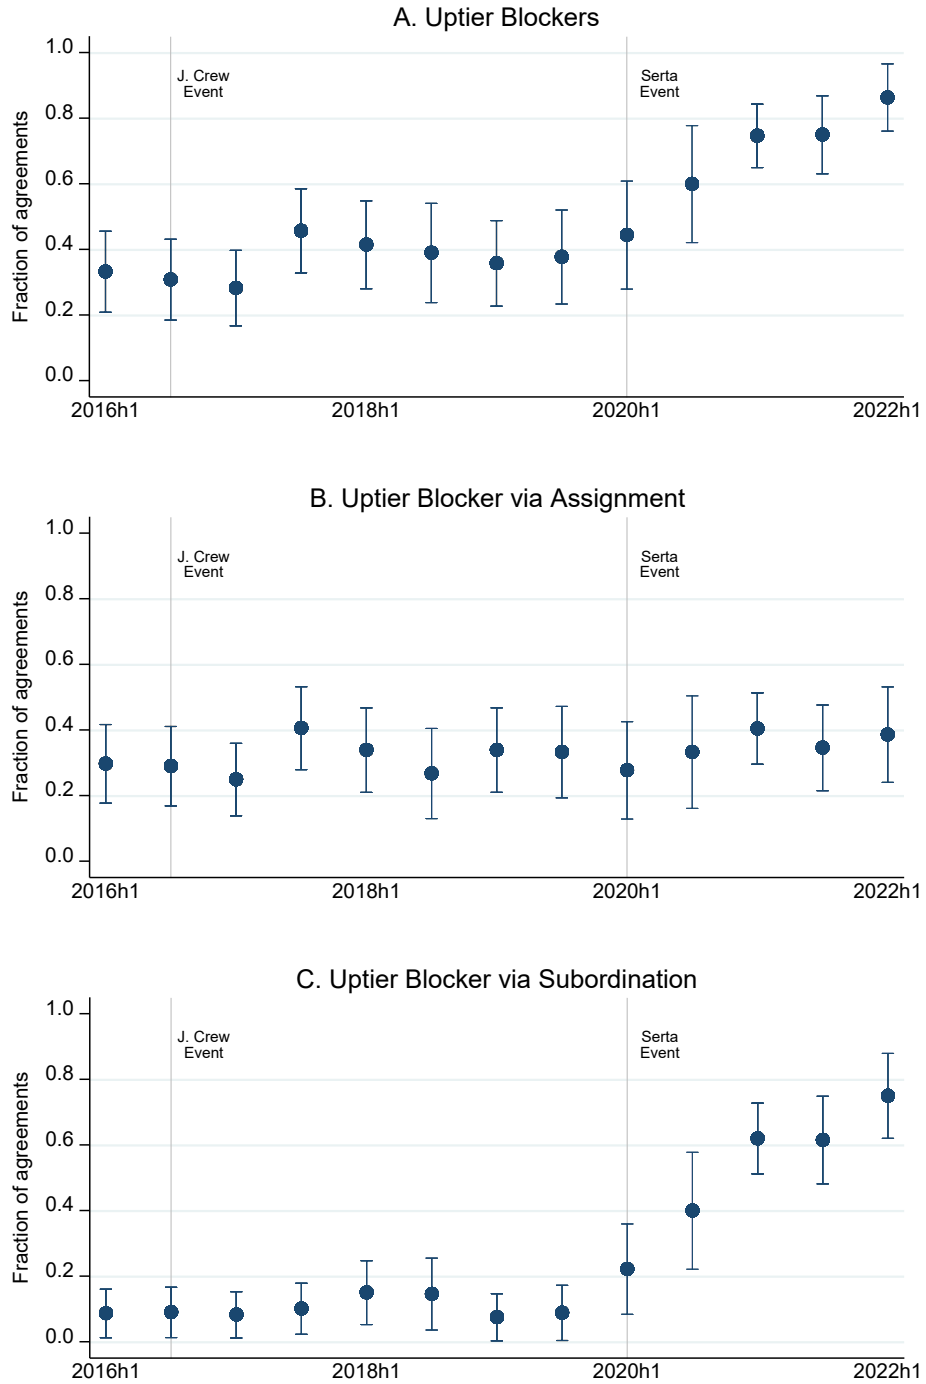 A. Uptier Blockers
Fraction of agreements
1.0
0.8
0.6
0.4
0.2
0.0
J. Crew
Event
Serta
Event
2016h1 2018h1 2020h1 2022h1
B. Uptier Blocker via Assignment
Fraction of agreements
1.0
0.8
0.6
0.4
0.2
0.0
J. Crew
Event
Serta
Event
2016h1 2018h1 2020h1 2022h1
C. Uptier Blocker via Subordination
Fraction of agreements
1.0
0.8
0.6
0.4
0.2
0.0
J. Crew
Event
Serta
Event
2016h1 2018h1 2020h1 2022h1